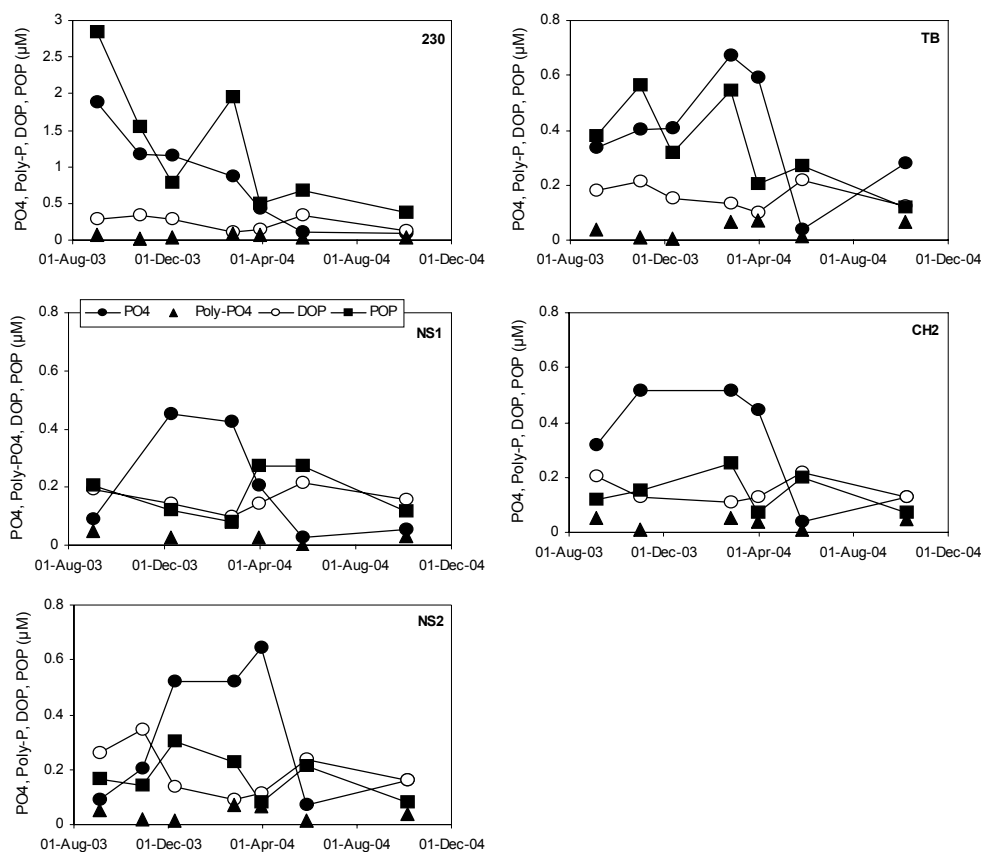 230
PO4, Poly-P, DOP, POP (µM)
3
2.5
2
1.5
1
0.5
0
01-Aug-03 01-Dec-03 01-Apr-04 01-Aug-04 01-Dec-04
TB
PO4, Poly-P, DOP, POP (µM)
0.8
0.6
0.4
0.2
0
01-Aug-03 01-Dec-03 01-Apr-04 01-Aug-04 01-Dec-04
PO4 Poly-PO4 DOP POP
NS1
PO4, Poly-PO4, DOP, POP (µM)
0.8
0.6
0.4
0.2
0
01-Aug-03 01-Dec-03 01-Apr-04 01-Aug-04 01-Dec-04
CH2
PO4, Poly-P, DOP, POP (µM)
0.8
0.6
0.4
0.2
0
01-Aug-03 01-Dec-03 01-Apr-04 01-Aug-04 01-Dec-04
NS2
PO4, Poly-P, DOP, POP (µM)
0.8
0.6
0.4
0.2
0
01-Aug-03 01-Dec-03 01-Apr-04 01-Aug-04 01-Dec-04